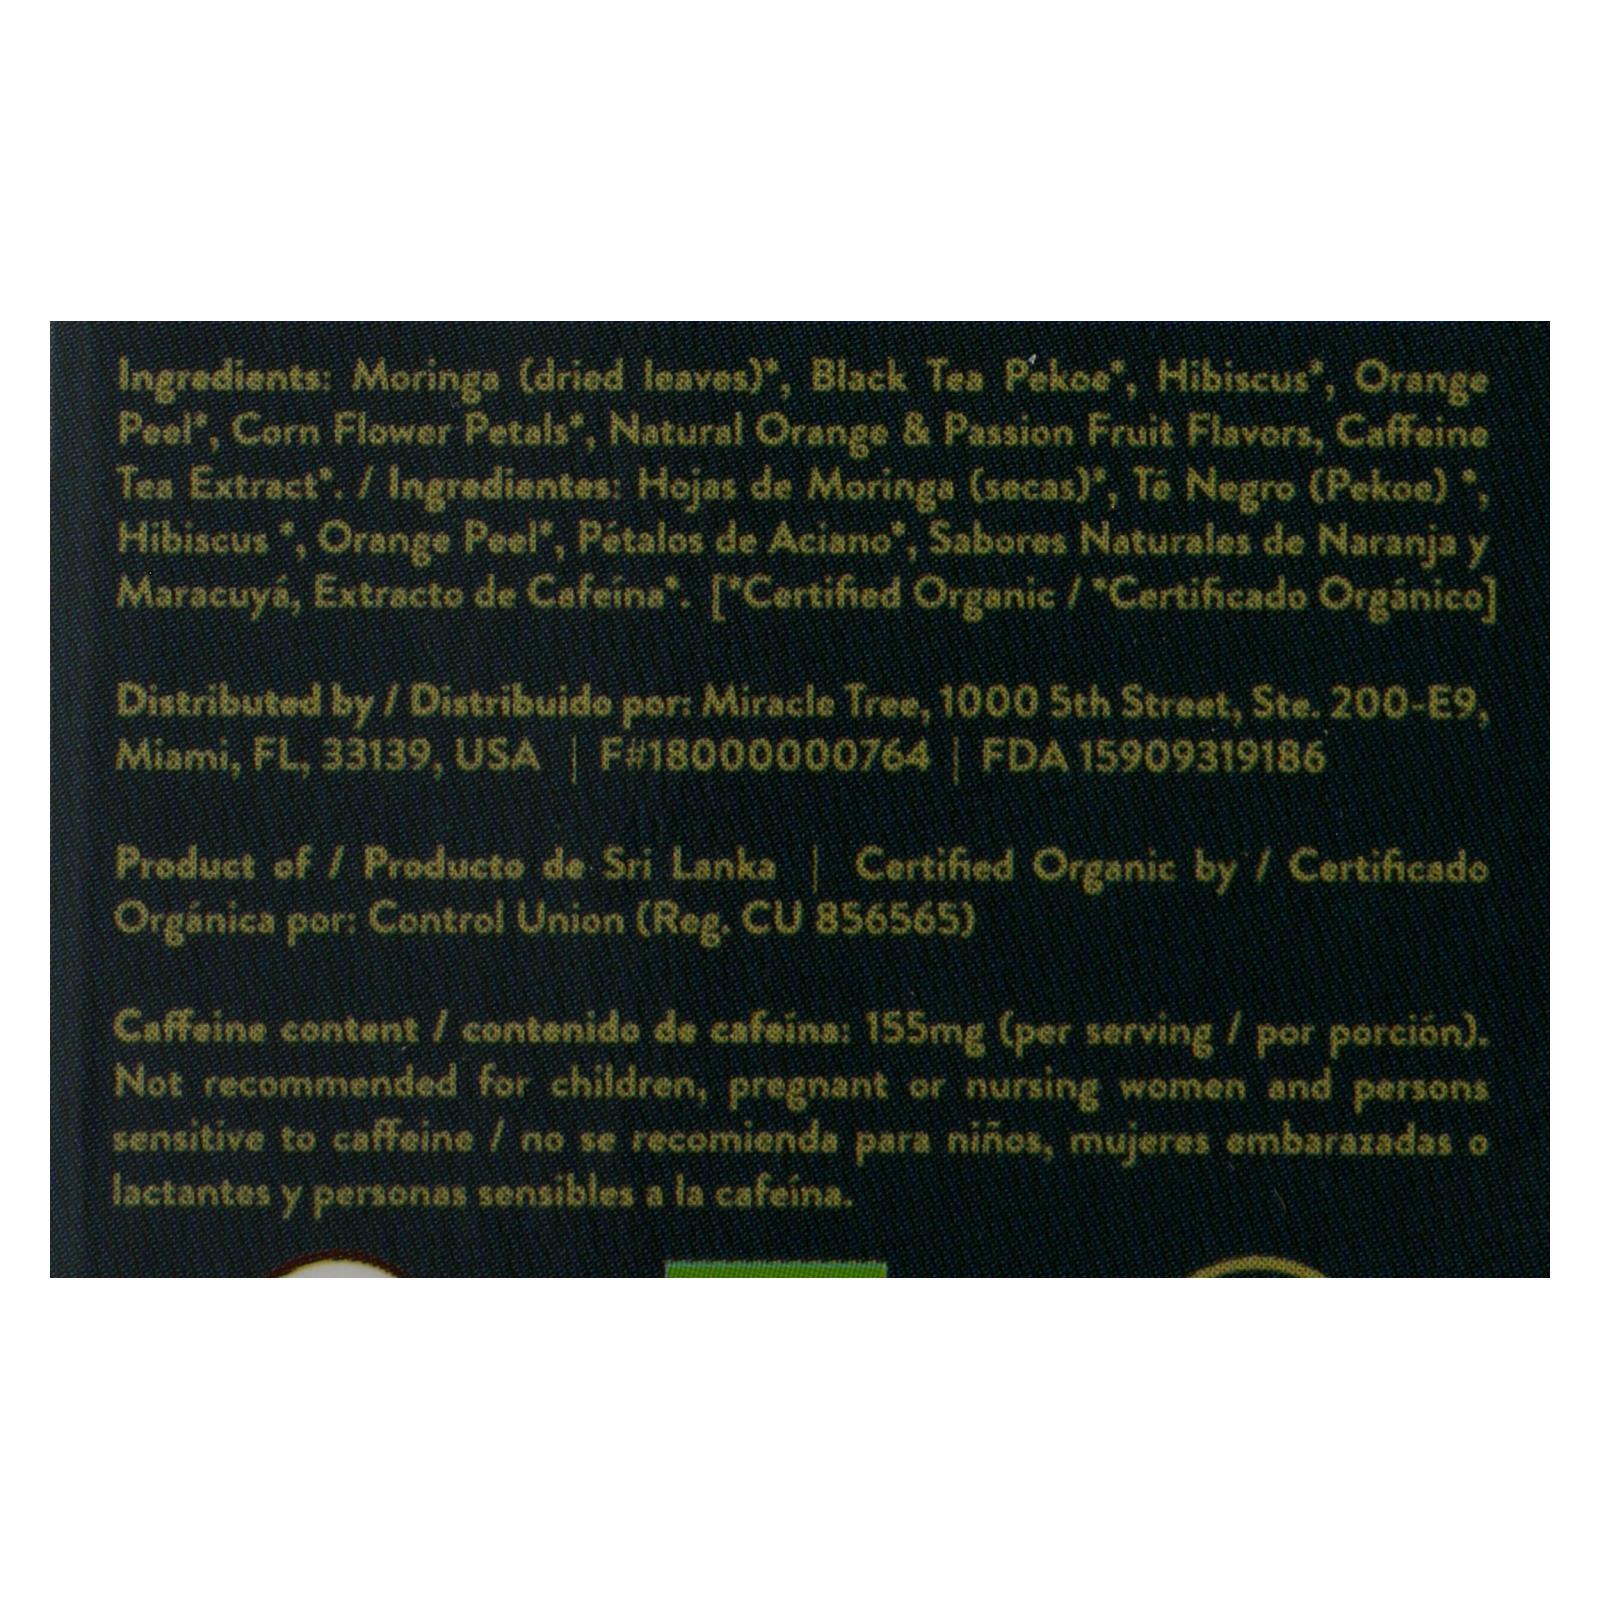 Ingredients: Moringa (dried leaves)*, Black Tea Pekoe*, Hibiscus*, Orange
Peel*, Corn Flower Petals*, Natural Orange & Passion Fruit Flavors, Caffeine
Tea Extract*. / Ingredientes: Hojas de Moringa (secas)*, Té Negro (Pekoe) *,
Hibiscus *, Orange Peel*, Pétalos de Aciano*, Sabores Naturales de Naranja y
Maracuyá, Extracto de Cafeína*. [*Certified Organic / *Certificado Orgánico]
Distributed by / Distribuido por: Miracle Tree, 1000 5th Street, Ste. 200-E9,
Miami, FL, 33139, USA | F#18000000764 | FDA 15909319186
Product of / Producto de Sri Lanka | Certified Organic by / Certificado
Orgánica por: Control Union (Reg. CU 856565)
Caffeine content / contenido de cafeína: 155mg (per serving / por porción).
Not recommended for children, pregnant or nursing women and persons
sensitive to caffeine / no se recomienda para niños, mujeres embarazadas o
lactantes y personas sensibles a la cafeína.